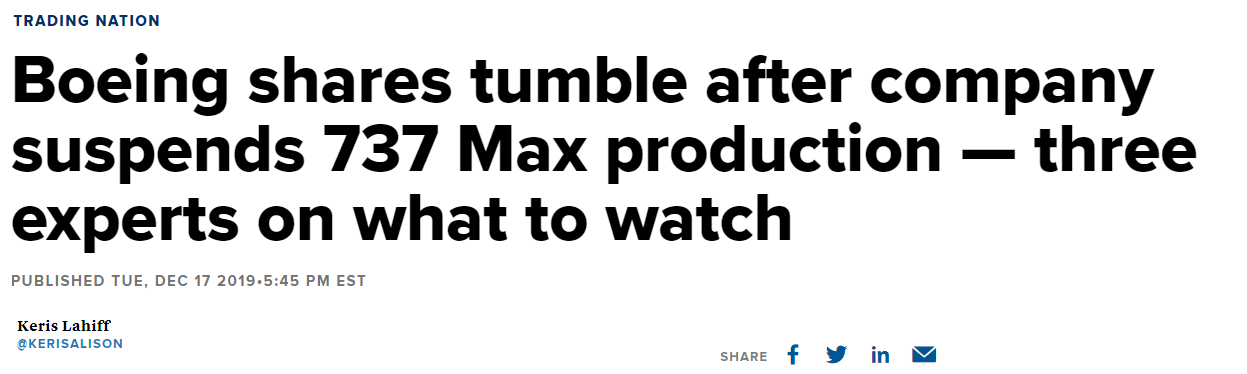 TRADING NATION
Boeing shares tumble after company
suspends 737 Max production — three
experts on what to watch
PUBLISHED TUE, DEC 17 2019•5:45 PM EST
Keris Lahiff
@KERISALISON
SHARE